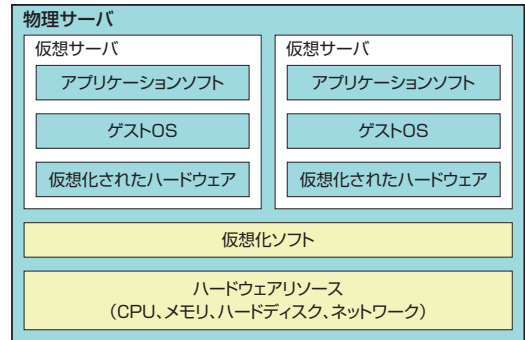 物理サーバ
仮想サーバ
アプリケーションソフト
ゲストOS
仮想化されたハードウェア
仮想サーバ
アプリケーションソフト
ゲストOS
仮想化されたハードウェア
仮想化ソフト
ハードウェアリソース
（CPU、メモリ、ハードディスク、ネットワーク）